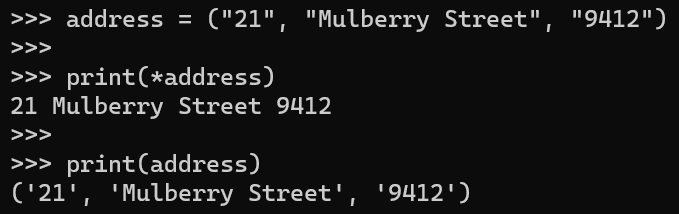 >>> address = ("21", "Mulberry Street", "9412")
>>>
>>> print(*address)
21 Mulberry Street 9412
>>>
>>> print(address)
('21', 'Mulberry Street', '9412')